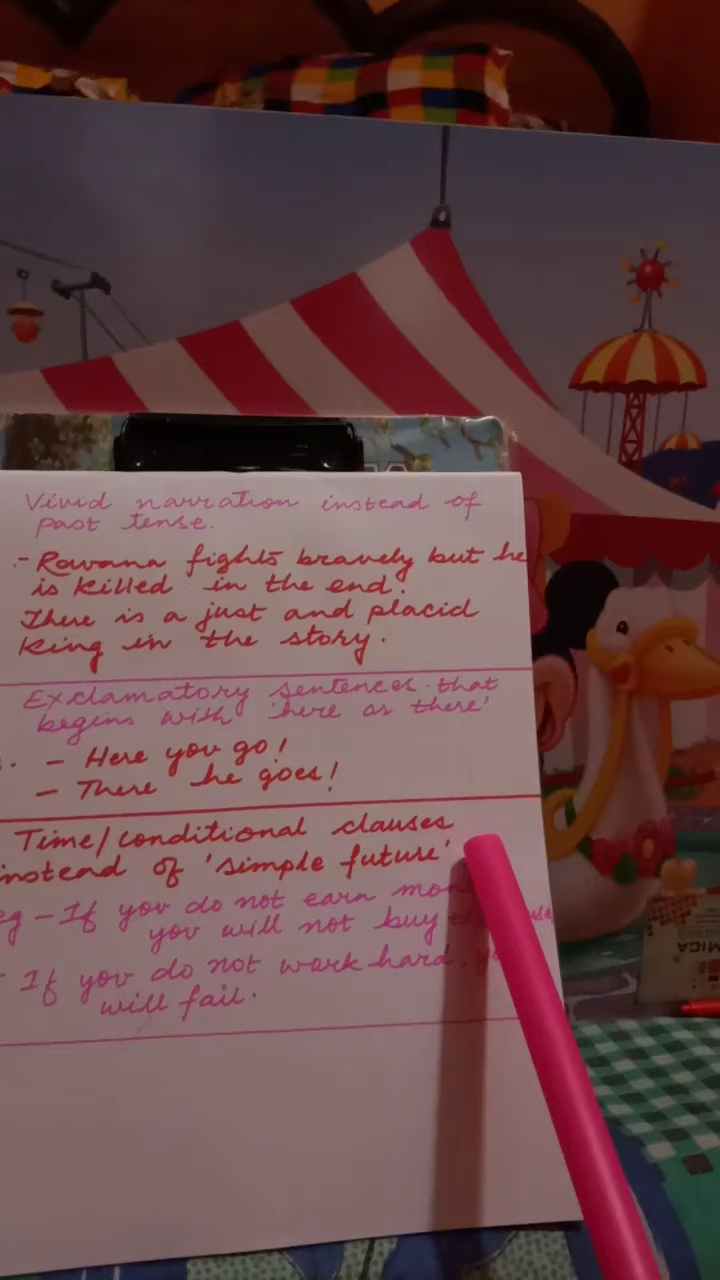 Vivid narration instead of
past tense.
- Ravana fights bravely but he
is killed in the end.
There is a just and placid
king in the story.
Exclamatory sentences that
begins with 'here or there'
- Here you go!
- There he goes!
Time/conditional clauses
instead of 'simple future'
eg - If you do not earn
you will not buy
If you do not work hard.
will fail.
MICA